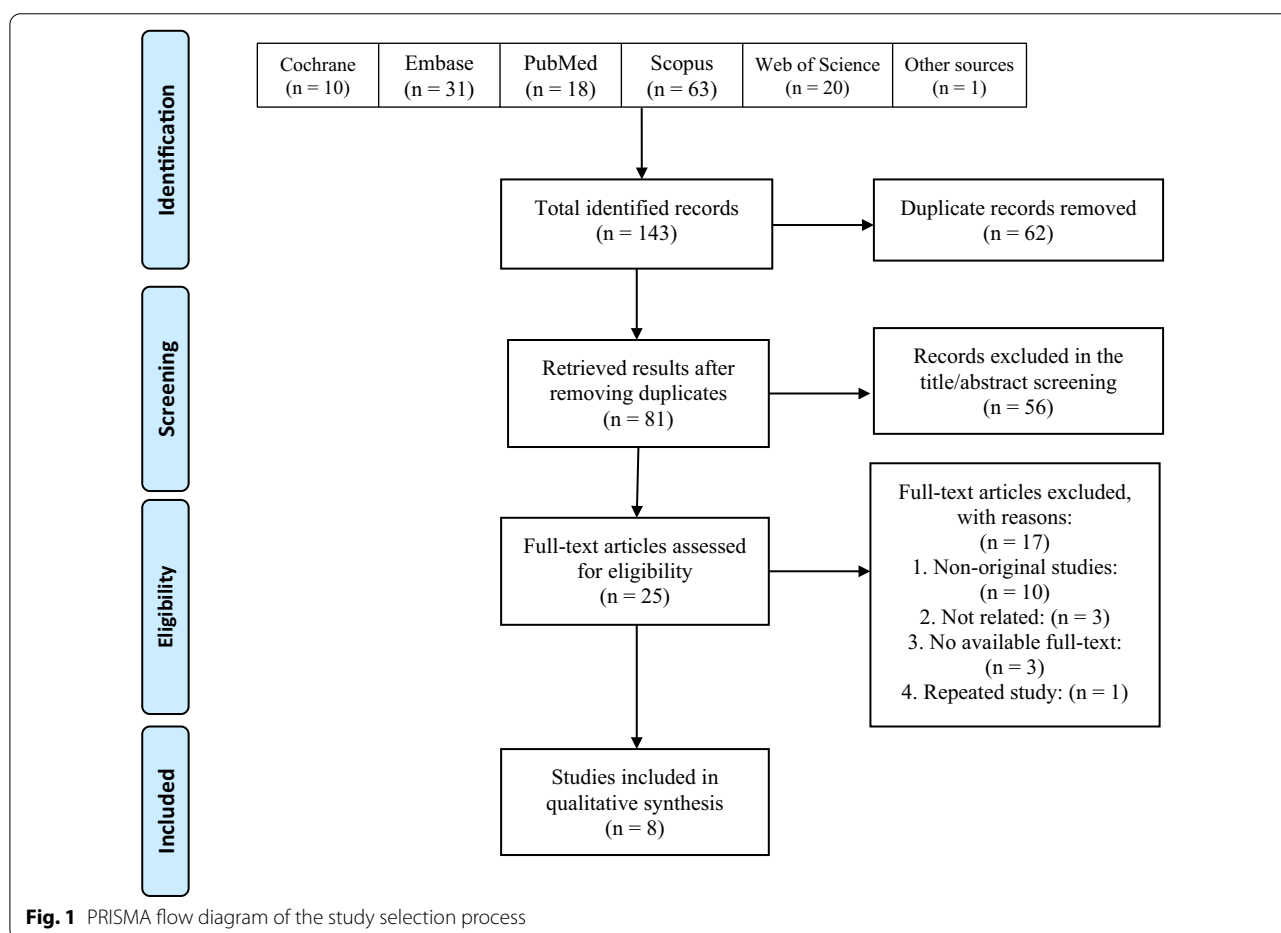 Identification
Cochrane
(n = 10)
Embase
(n = 31)
PubMed
(n = 18)
Scopus
(n = 63)
Web of Science
(n = 20)
Other sources
(n = 1)
Total identified records
(n = 143)
Duplicate records removed
(n = 62)
Screening
Retrieved results after
removing duplicates
(n = 81)
Records excluded in the
title/abstract screening
(n = 56)
Eligibility
Full-text articles assessed
for eligibility
(n = 25)
Full-text articles excluded,
with reasons:
(n = 17)
1. Non-original studies:
(n = 10)
2. Not related: (n = 3)
3. No available full-text:
(n = 3)
4. Repeated study: (n = 1)
Included
Studies included in
qualitative synthesis
(n = 8)
Fig. 1 PRISMA flow diagram of the study selection process